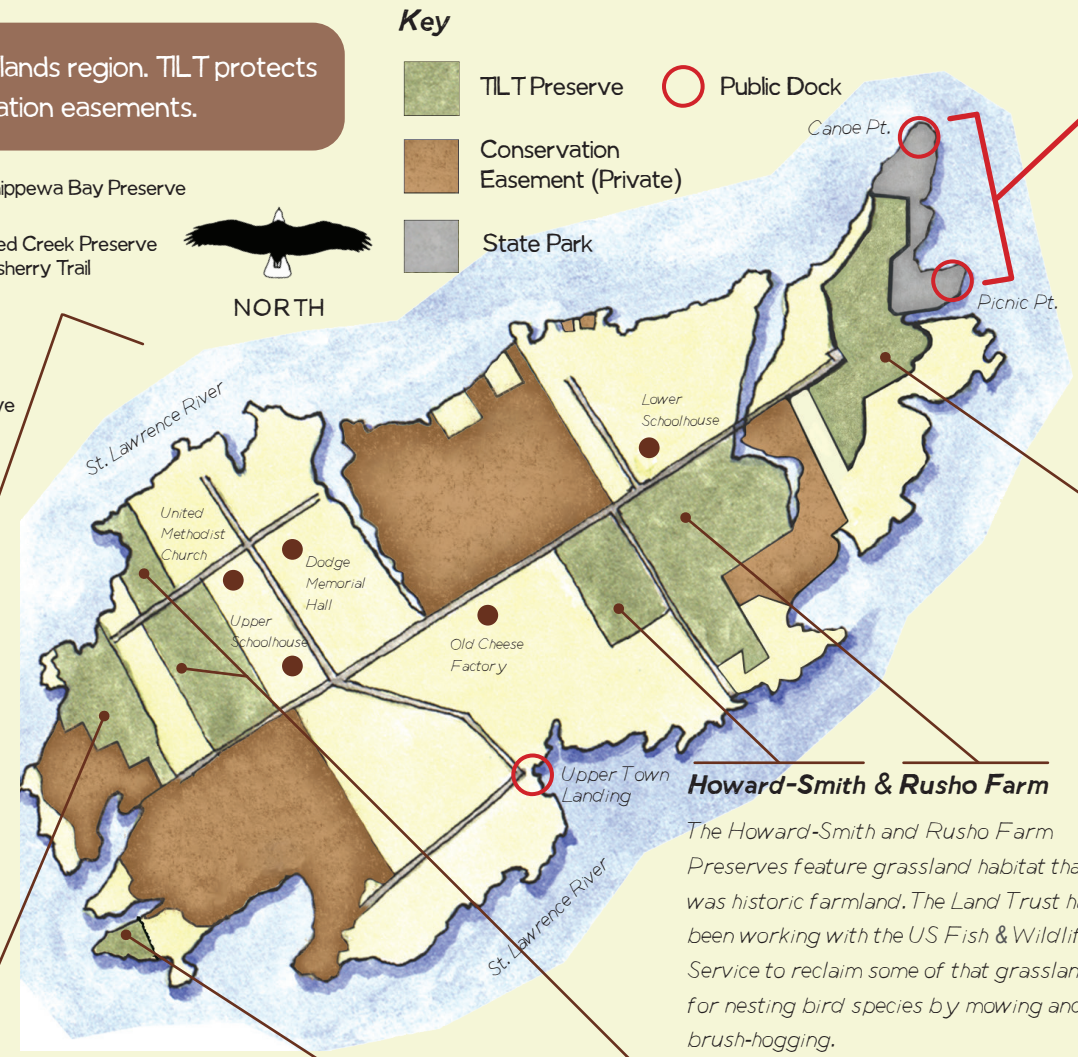 Key
lands region. TILT protects
ation easements.
TILT Preserve
Public Dock
Conservation
Easement (Private)
State Park
ippewa Bay Preserve
ed Creek Preserve
sherry Trail
NORTH
ve
Canoe Pt.
Picnic Pt.
St. Lawrence River
Lower
Schoolhouse
United
Methodist
Church
Dodge
Memorial
Hall
Upper
Schoolhouse
Old Cheese
Factory
Upper Town
Landing
St. Lawrence River
Howard-Smith & Rusho Farm
The Howard-Smith and Rusho Farm
Preserves feature grassland habitat tha
was historic farmland. The Land Trust h
been working with the US Fish & Wildlif
Service to reclaim some of that grasslan
for nesting bird species by mowing and
brush-hogging.